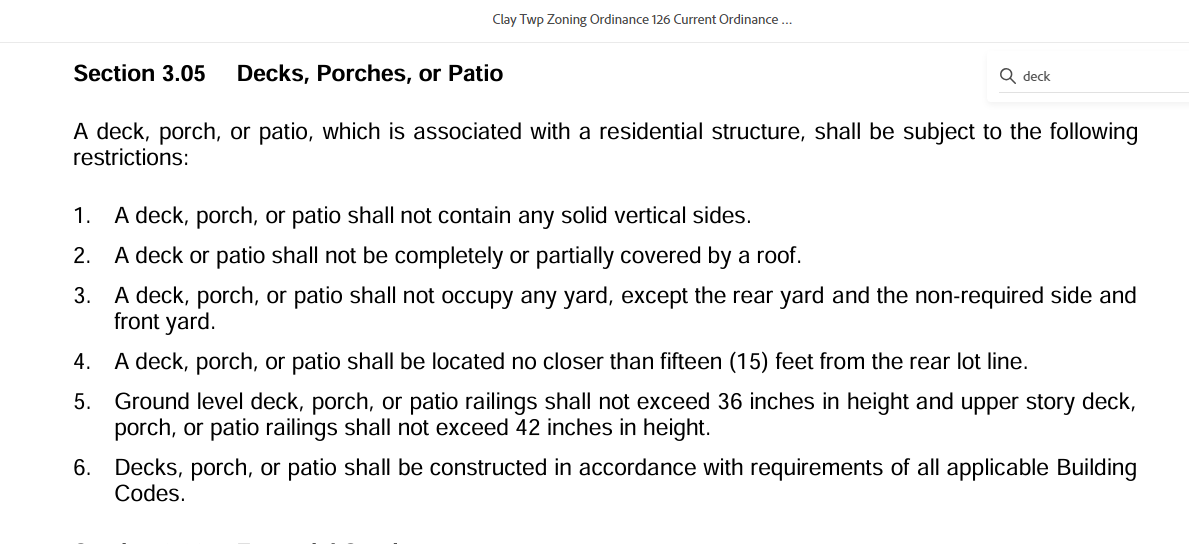 Clay Twp Zoning Ordinance 126 Current Ordinance ...
Section 3.05 Decks, Porches, or Patio
deck
A deck, porch, or patio, which is associated with a residential structure, shall be subject to the following
restrictions:
1. A deck, porch, or patio shall not contain any solid vertical sides.
2. A deck or patio shall not be completely or partially covered by a roof.
3. A deck, porch, or patio shall not occupy any yard, except the rear yard and the non-required side and
front yard.
4. A deck, porch, or patio shall be located no closer than fifteen (15) feet from the rear lot line.
5. Ground level deck, porch, or patio railings shall not exceed 36 inches in height and upper story deck,
porch, or patio railings shall not exceed 42 inches in height.
6. Decks, porch, or patio shall be constructed in accordance with requirements of all applicable Building
Codes.